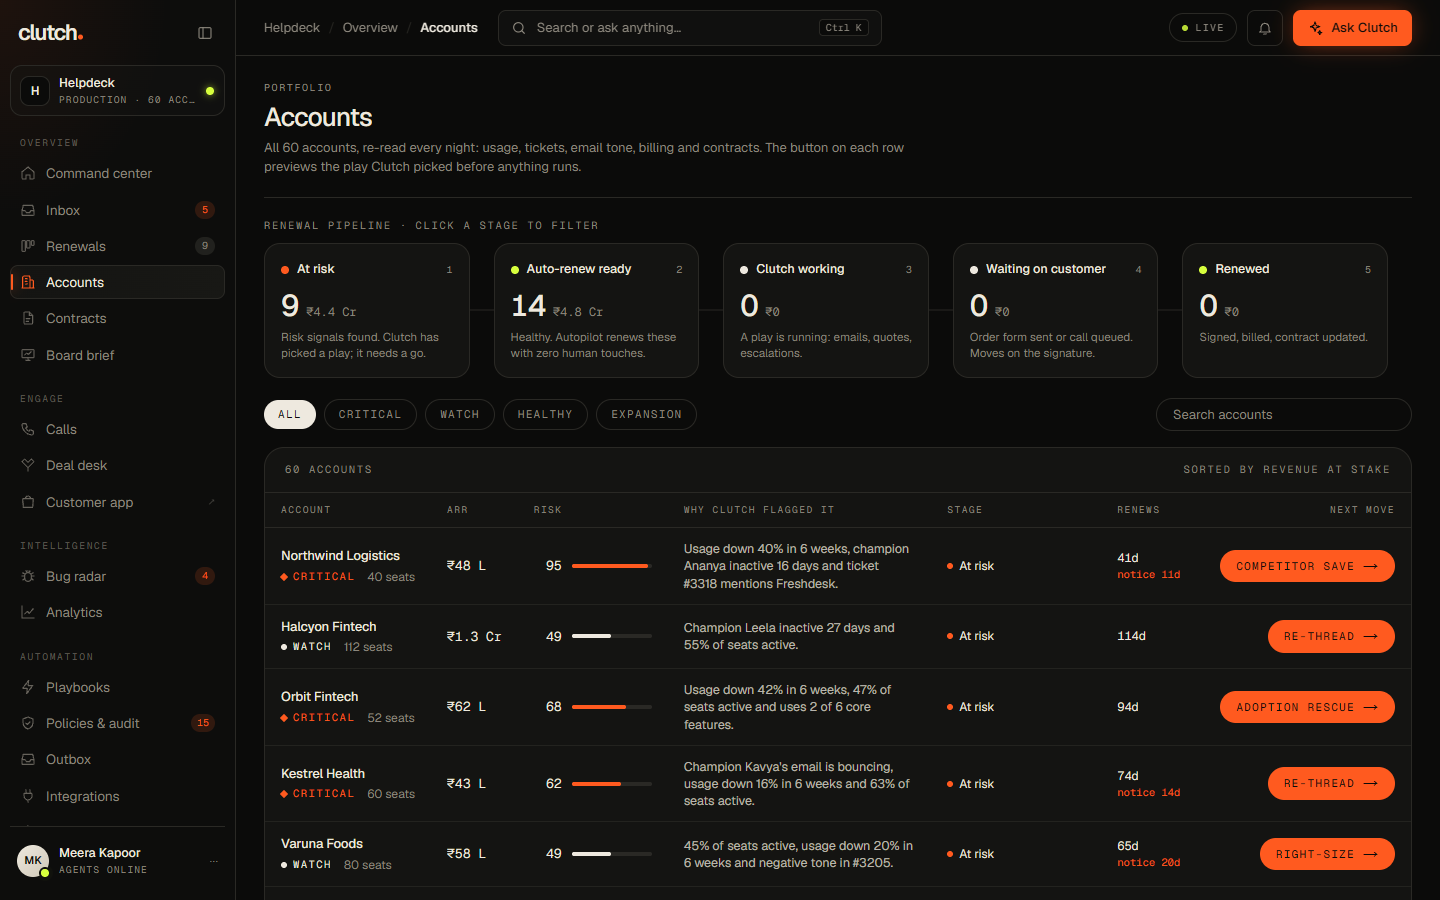 clutch.
H
Helpdeck
PRODUCTION · 60 ACC…
OVERVIEW
Command center
Inbox
5
Renewals
9
Accounts
Contracts
Board brief
ENGAGE
Calls
Deal desk
Customer app
INTELLIGENCE
Bug radar
4
Analytics
AUTOMATION
Playbooks
Policies & audit
15
Outbox
Integrations
MK
Meera Kapoor
AGENTS ONLINE
Helpdeck / Overview / Accounts
Search or ask anything...
Ctrl K
LIVE
Ask Clutch
PORTFOLIO
Accounts
All 60 accounts, re-read every night: usage, tickets, email tone, billing and contracts. The button on each row
previews the play Clutch picked before anything runs.
RENEWAL PIPELINE · CLICK A STAGE TO FILTER
At risk 1
9 ₹4.4 Cr
Risk signals found. Clutch has
picked a play; it needs a go.
Auto-renew ready 2
14 ₹4.8 Cr
Healthy. Autopilot renews these
with zero human touches.
Clutch working 3
0 ₹0
A play is running: emails, quotes,
escalations.
Waiting on customer 4
0 ₹0
Order form sent or call queued.
Moves on the signature.
Renewed 5
0 ₹0
Signed, billed, contract updated.
ALL
CRITICAL
WATCH
HEALTHY
EXPANSION
Search accounts
60 ACCOUNTS
SORTED BY REVENUE AT STAKE
ACCOUNT ARR RISK WHY CLUTCH FLAGGED IT STAGE RENEWS NEXT MOVE
Northwind Logistics
CRITICAL 40 seats
₹48 L
95
Usage down 40% in 6 weeks, champion
Ananya inactive 16 days and ticket
#3318 mentions Freshdesk.
At risk
41d
notice 11d
COMPETITOR SAVE →
Halcyon Fintech
WATCH 112 seats
₹1.3 Cr
49
Champion Leela inactive 27 days and
55% of seats active.
At risk
114d
RE-THREAD →
Orbit Fintech
CRITICAL 52 seats
₹62 L
68
Usage down 42% in 6 weeks, 47% of
seats active and uses 2 of 6 core
features.
At risk
94d
ADOPTION RESCUE →
Kestrel Health
CRITICAL 60 seats
₹43 L
62
Champion Kavya's email is bouncing,
usage down 16% in 6 weeks and 63% of
seats active.
At risk
74d
notice 14d
RE-THREAD →
Varuna Foods
WATCH 80 seats
₹58 L
49
45% of seats active, usage down 20% in
6 weeks and negative tone in #3205.
At risk
65d
notice 20d
RIGHT-SIZE →